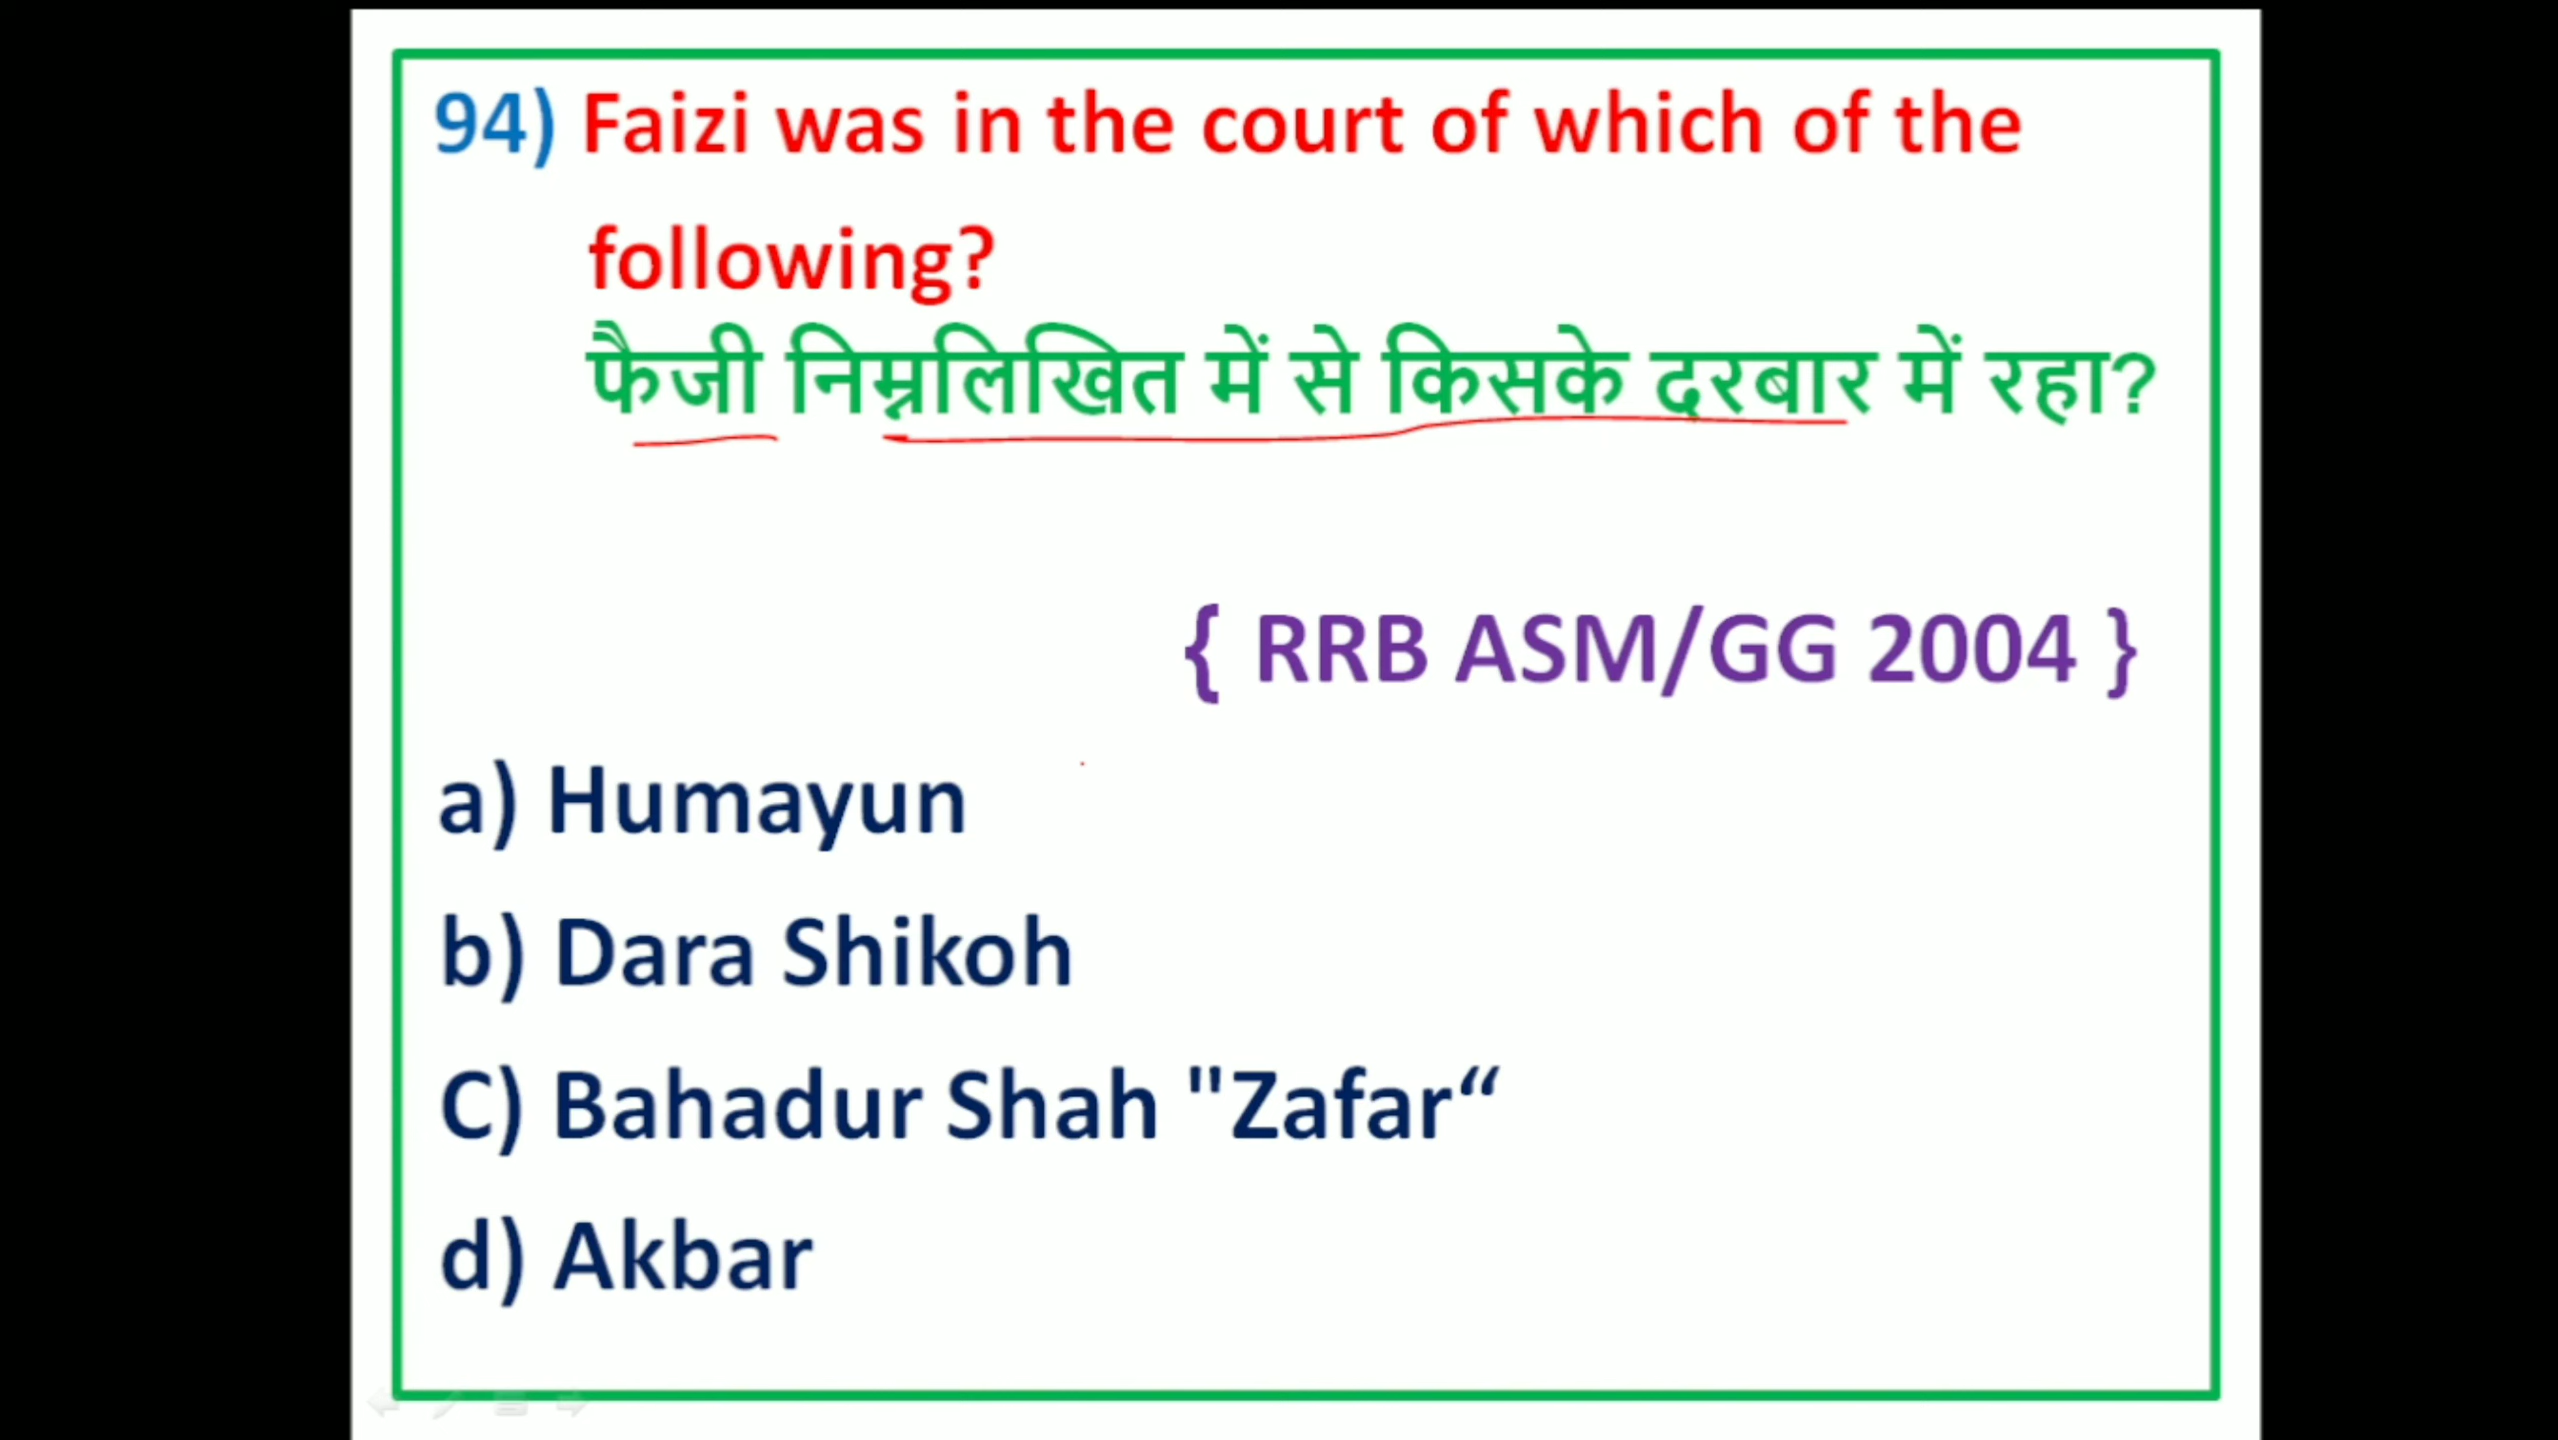 94) Faizi was in the court of which of the
following?
फैजी निम्नलिखित में से किसके दरबार में रहा?
{ RRB ASM/GG 2004 }
a) Humayun
b) Dara Shikoh
C) Bahadur Shah "Zafar“
d) Akbar